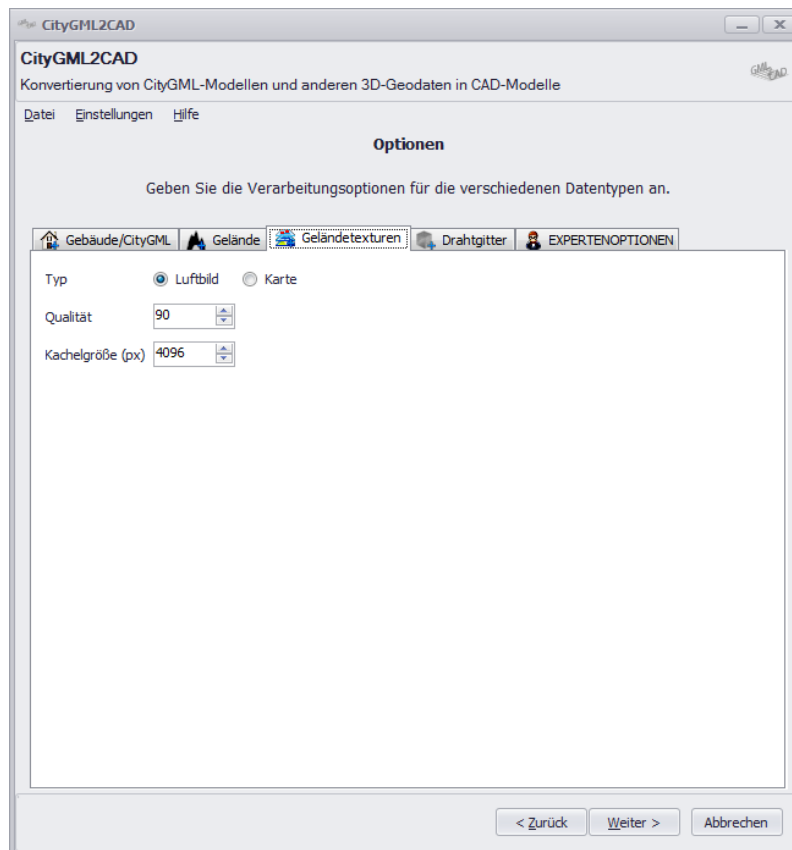 CityGML2CAD
CityGML2CAD
Konvertierung von CityGML-Modellen und anderen 3D-Geodaten in CAD-Modelle
GML CAD
Datei Einstellungen Hilfe
Optionen
Geben Sie die Verarbeitungsoptionen für die verschiedenen Datentypen an.
Gebäude/CityGML Gelände Geländetexturen Drahtgitter EXPERTENOPTIONEN
Typ Luftbild Karte
Qualität 90
Kachelgröße (px) 4096
< Zurück Weiter > Abbrechen